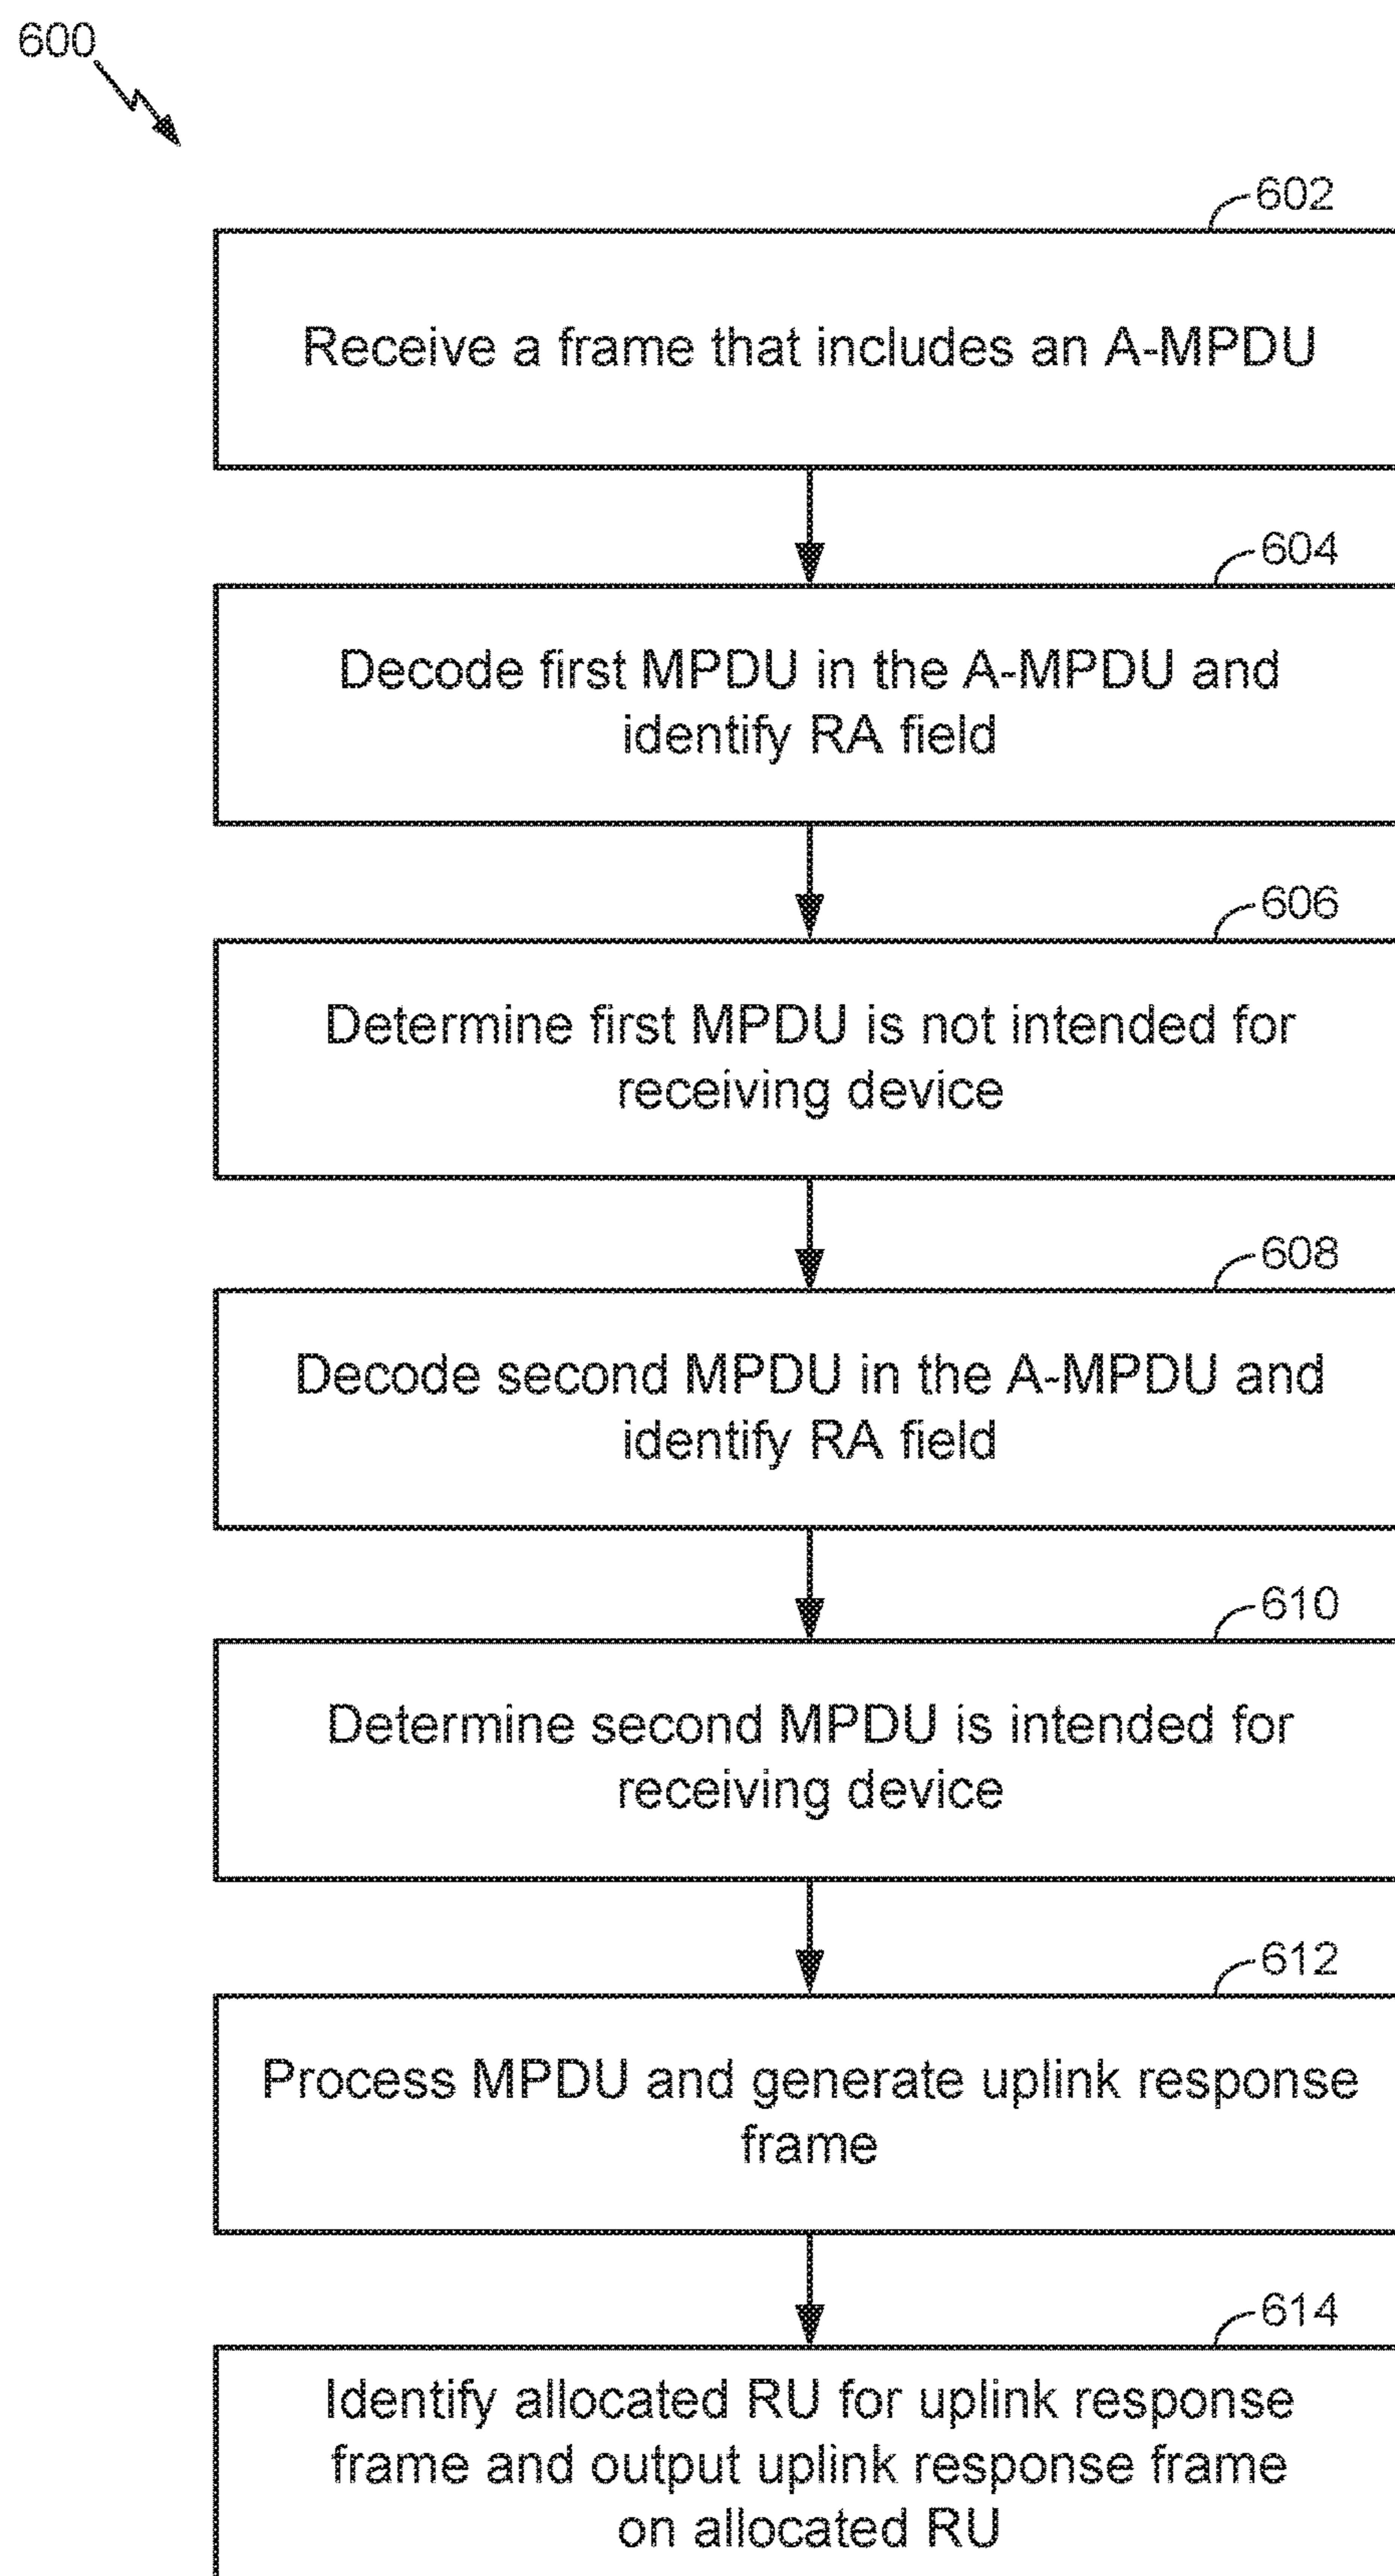 600
602
Receive a frame that includes an A-MPDU
604
Decode first MPDU in the A-MPDU and
identify RA field
606
Determine first MPDU is not intended for
receiving device
608
Decode second MPDU in the A-MPDU and
identify RA field
610
Determine second MPDU is intended for
receiving device
612
Process MPDU and generate uplink response
frame
614
Identify allocated RU for uplink response
frame and output uplink response frame
on allocated RU